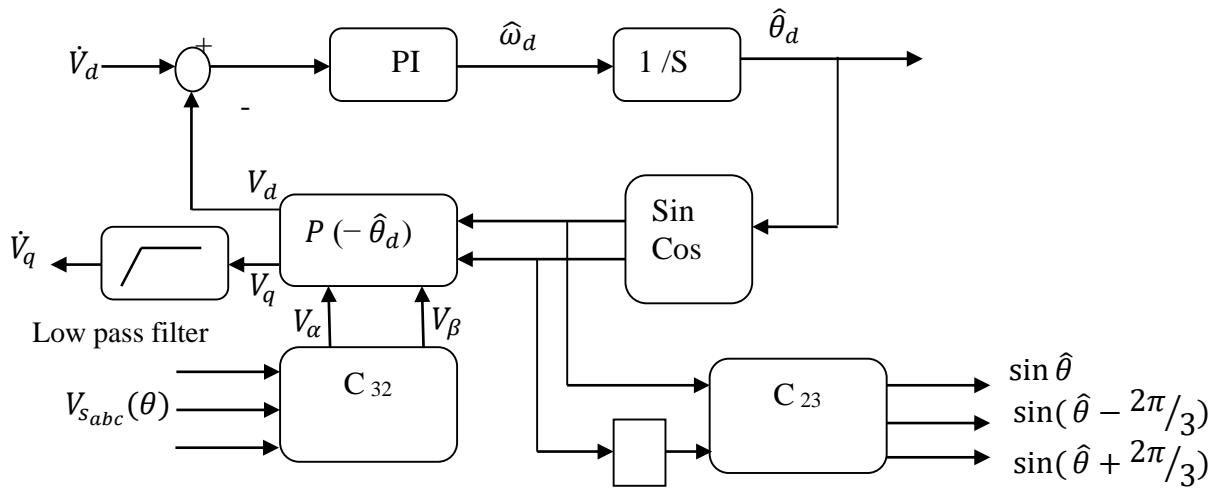 V̇d
+
-
PI
ω̂d
1 /S
θ̂d
Vd
P (− θ̂d)
Sin
Cos
V̇q
Vq
Low pass filter
Vα
Vβ
C 32
Vsabc(θ)
C 23
sin θ̂
sin( θ̂ − 2π/3)
sin( θ̂ + 2π/3)